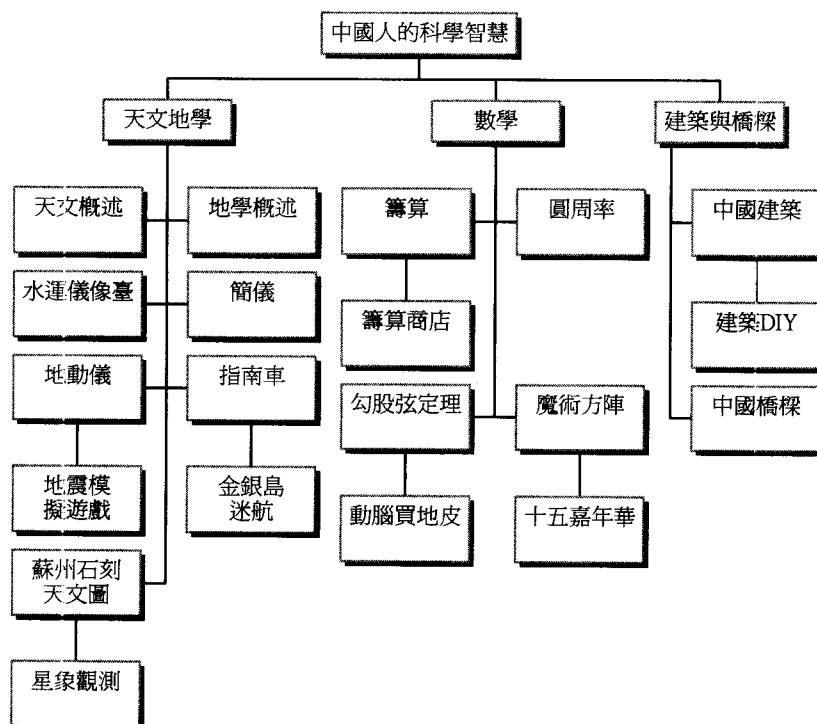 中國人的科學智慧
天文地學
數學
建築與橋樑
天文概述
地學概述
籌算
圓周率
中國建築
水運儀像臺
簡儀
籌算商店
建築DIY
地動儀
指南車
勾股弦定理
魔術方陣
中國橋樑
地震模
擬遊戲
金銀島
迷航
動腦買地皮
十五嘉年華
蘇州石刻
天文圖
星象觀測